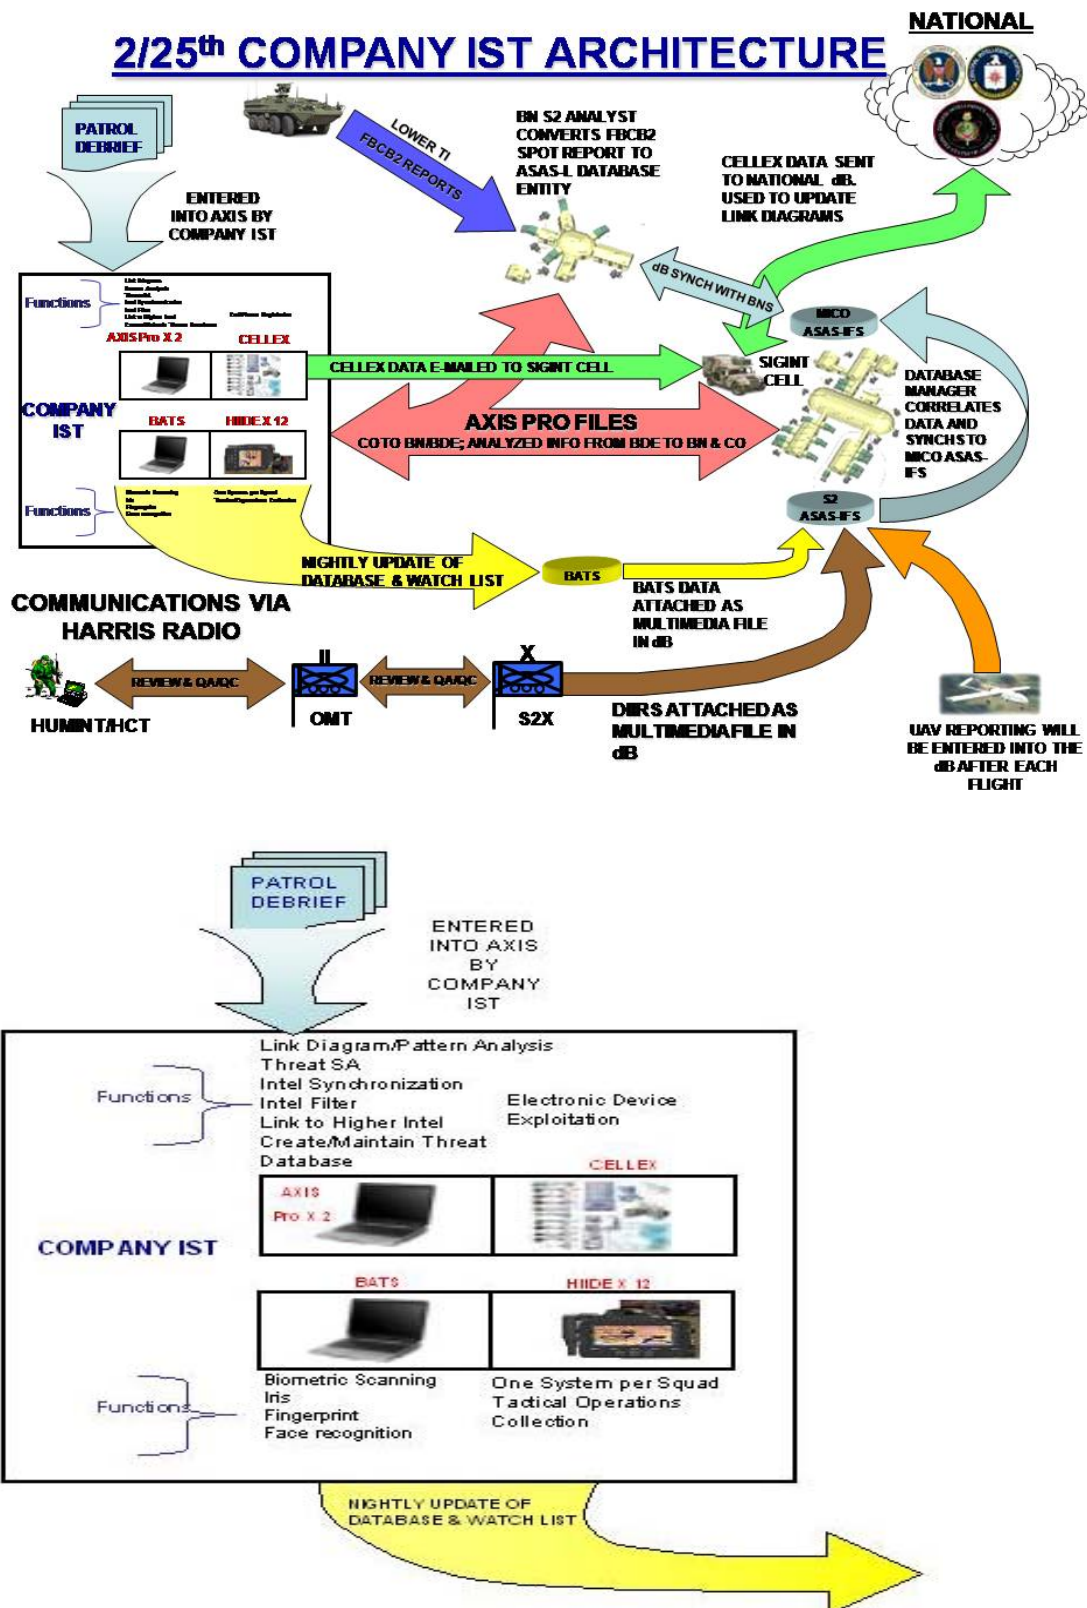 NATIONAL
2/25th COMPANY IST ARCHITECTURE
PATROL
DEBRIEF
ENTERED
INTO AXIS BY
COMPANY IST
LOWER TI
FBCB2 REPORTS
BN S2 ANALYST
CONVERTS FBCB2
SPOT REPORT TO
ASAS-L DATABASE
ENTITY
CELLEX DATA SENT
TO NATIONAL dB.
USED TO UPDATE
LINK DIAGRAMS
dB SYNCH WITH BNS
MICO
ASAS-IFS
Functions
AXIS Pro X 2
CELLEX
CELLEX DATA E-MAILED TO SIGINT CELL
SIGINT
CELL
DATABASE
MANAGER
CORRELATES
DATA AND
SYNCHS TO
MICO ASAS-
IFS
COMPANY
IST
BATS
HIIDE X 12
AXIS PRO FILES
CO TO BN/BDE; ANALYZED INFO FROM BDE TO BN & CO
Functions
S2
ASAS-IFS
NIGHTLY UPDATE OF
DATABASE & WATCH LIST
BATS
BATS DATA
ATTACHED AS
MULTIMEDIA FILE
IN dB
COMMUNICATIONS VIA
HARRIS RADIO
II
X
REVIEW & QA/QC
REVIEW & QA/QC
HUMINT/HCT
OMT
S2X
DIIRS ATTACHED AS
MULTIMEDIA FILE IN
dB
UAV REPORTING WILL
BE ENTERED INTO THE
dB AFTER EACH
FLIGHT
PATROL
DEBRIEF
ENTERED
INTO AXIS
BY
COMPANY
IST
Link Diagram/Pattern Analysis
Threat SA
Intel Synchronization
Intel Filter
Link to Higher Intel
Create/Maintain Threat
Database
Functions
Electronic Device
Exploitation
CELLEX
AXIS
Pro X 2
COMPANY IST
BATS
HIIDE X 12
Functions
Biometric Scanning
Iris
Fingerprint
Face recognition
One System per Squad
Tactical Operations
Collection
NIGHTLY UPDATE OF
DATABASE & WATCH LIST